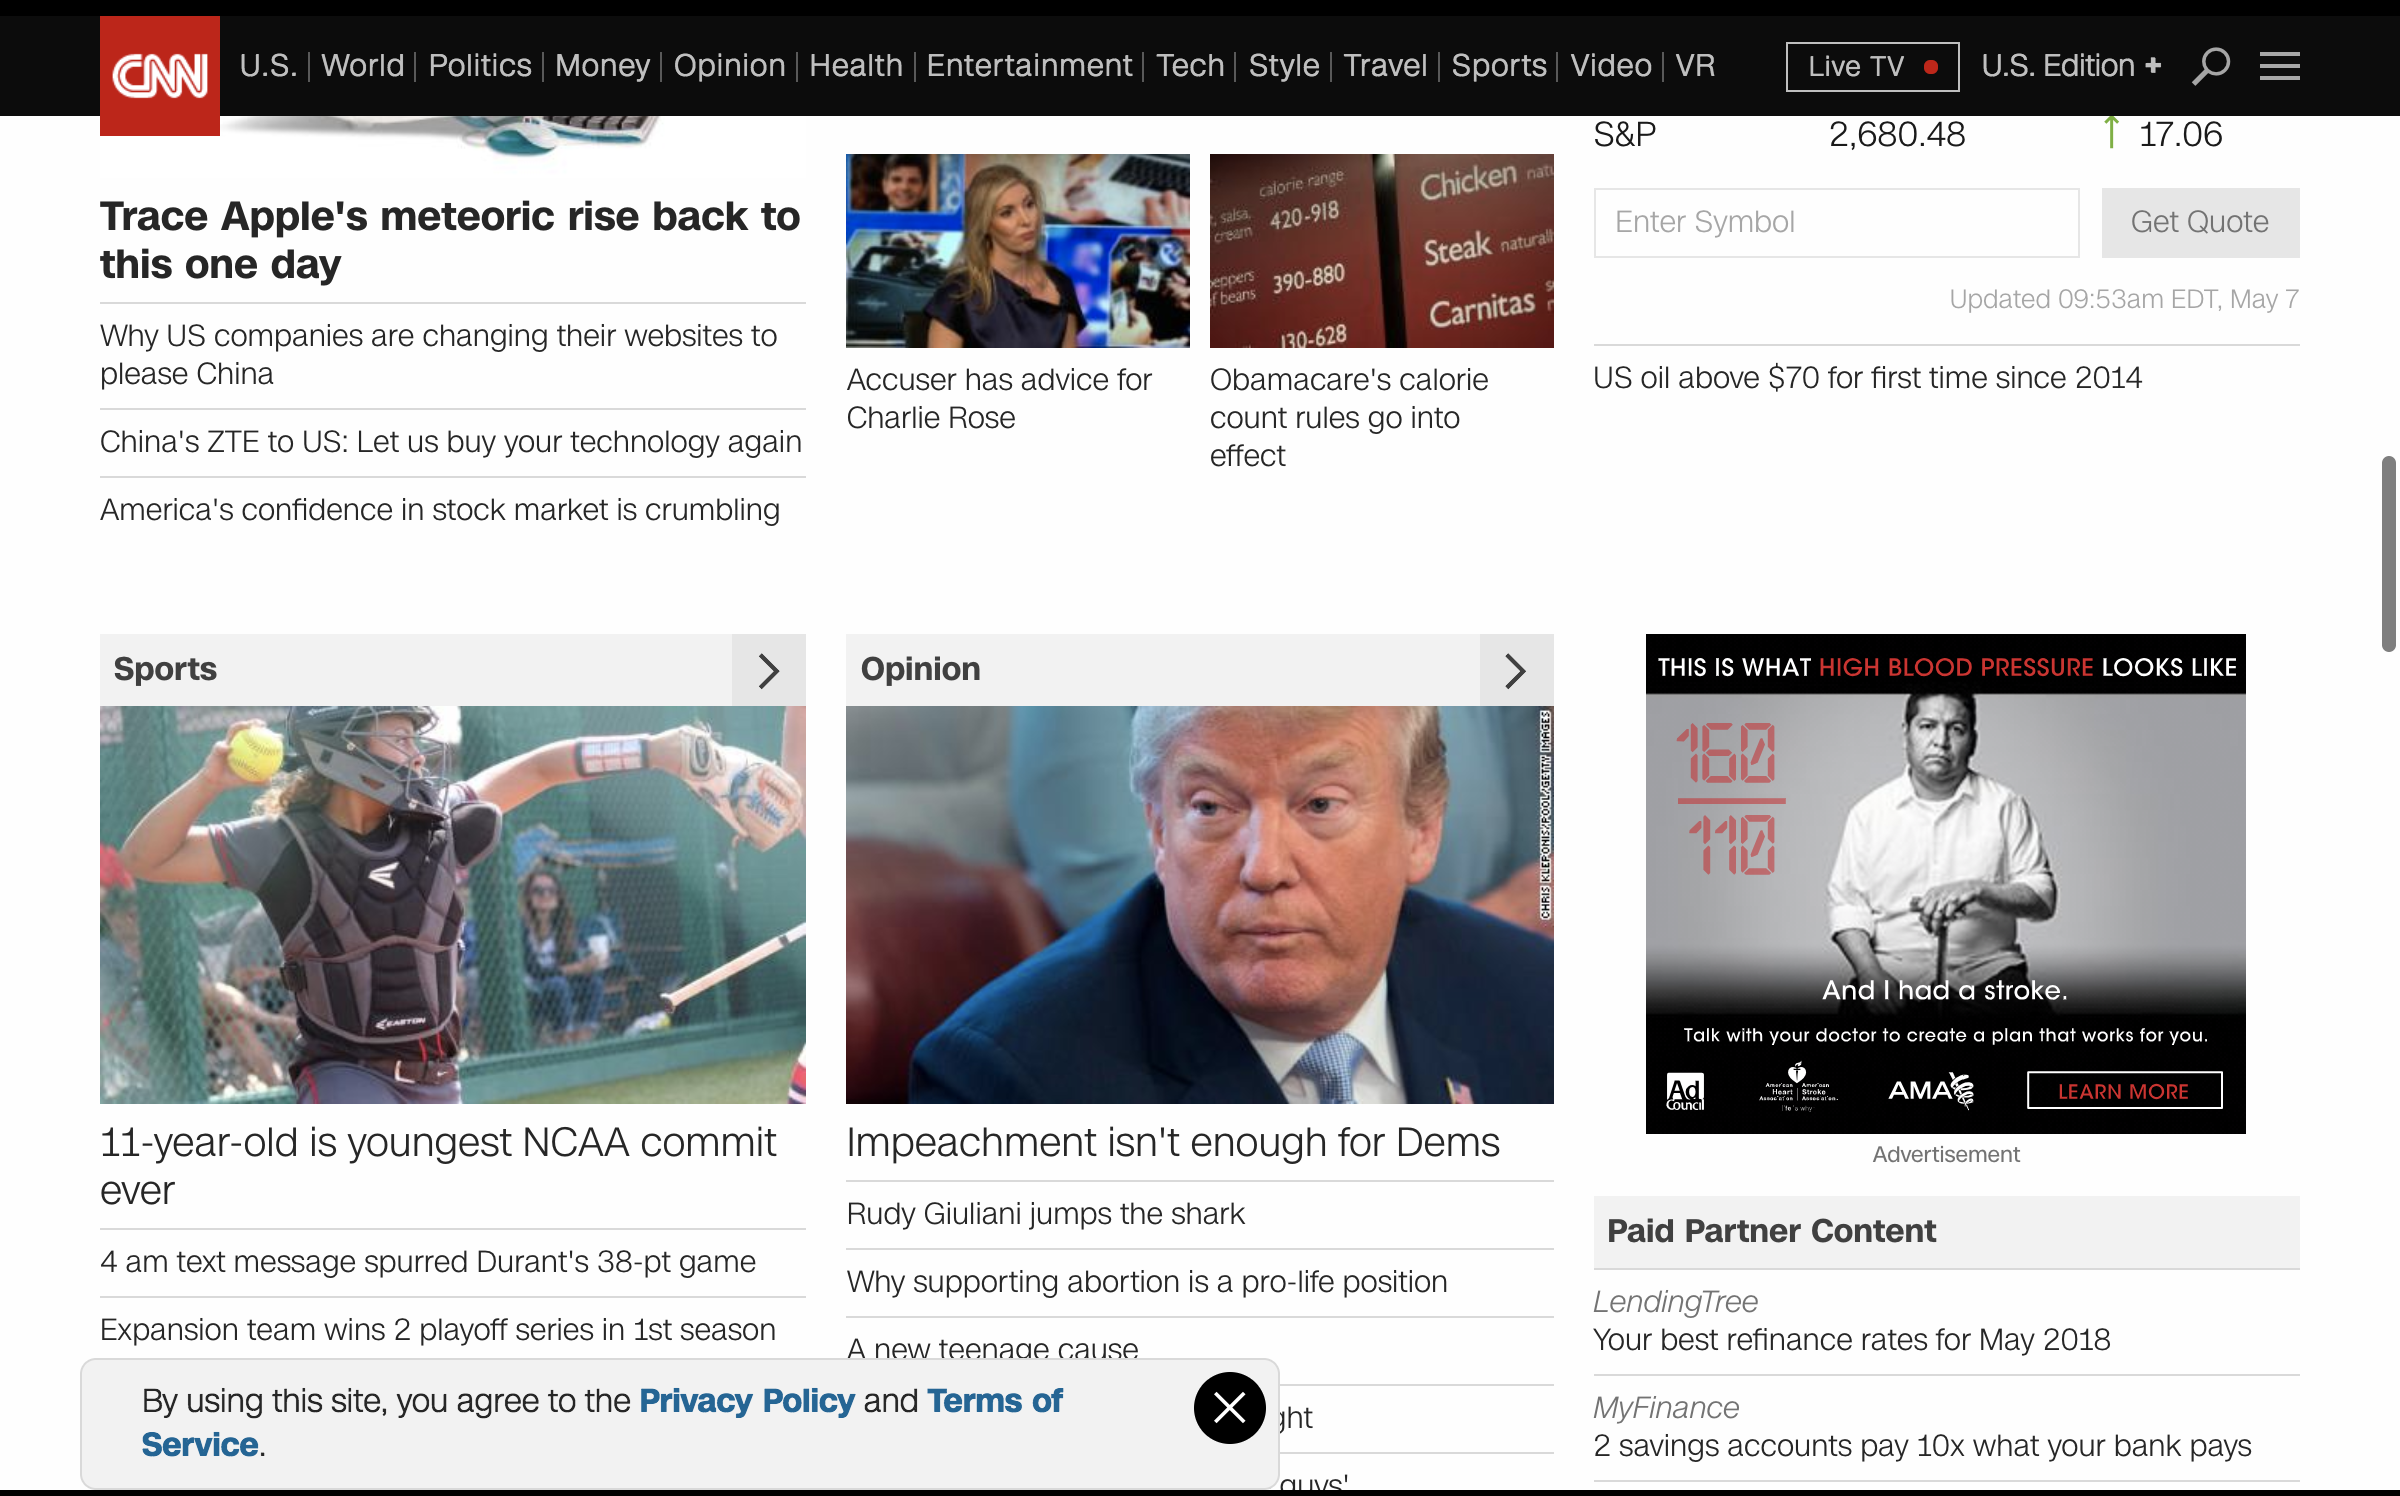 CNN
U.S. World Politics Money Opinion Health Entertainment Tech Style Travel Sports Video VR
Live TV
U.S. Edition +
Trace Apple's meteoric rise back to
this one day
Why US companies are changing their websites to
please China
China's ZTE to US: Let us buy your technology again
America's confidence in stock market is crumbling
Accuser has advice for
Charlie Rose
calorie range
salsa,
cream
420-918
390-880
of beans
130-628
Chicken
Steak
Carnitas
Obamacare's calorie
count rules go into
effect
S&P 2,680.48 ↑ 17.06
Enter Symbol
Get Quote
Updated 09:53am EDT, May 7
US oil above $70 for first time since 2014
Sports
EASTON
11-year-old is youngest NCAA commit
ever
4 am text message spurred Durant's 38-pt game
Expansion team wins 2 playoff series in 1st season
Opinion
CHRIS KLEPONIS/POOL/GETTY IMAGES
Impeachment isn't enough for Dems
Rudy Giuliani jumps the shark
Why supporting abortion is a pro-life position
A new teenage cause
ght
guys'
THIS IS WHAT HIGH BLOOD PRESSURE LOOKS LIKE
160
110
And I had a stroke.
Talk with your doctor to create a plan that works for you.
Ad
Council
American Heart Association
American Stroke Association
life is why
AMA
LEARN MORE
Advertisement
Paid Partner Content
LendingTree
Your best refinance rates for May 2018
MyFinance
2 savings accounts pay 10x what your bank pays
By using this site, you agree to the Privacy Policy and Terms of
Service.